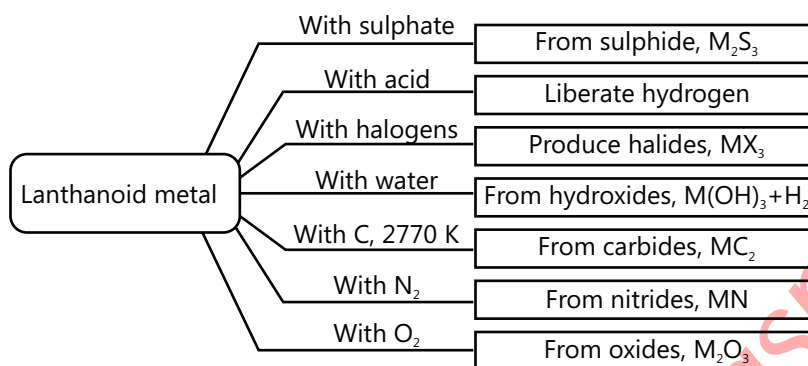 With sulphate
From sulphide, M₂S₃
With acid
Liberate hydrogen
With halogens
Produce halides, MX₃
Lanthanoid metal
With water
From hydroxides, M(OH)₃+H₂
With C, 2770 K
From carbides, MC₂
With N₂
From nitrides, MN
With O₂
From oxides, M₂O₃